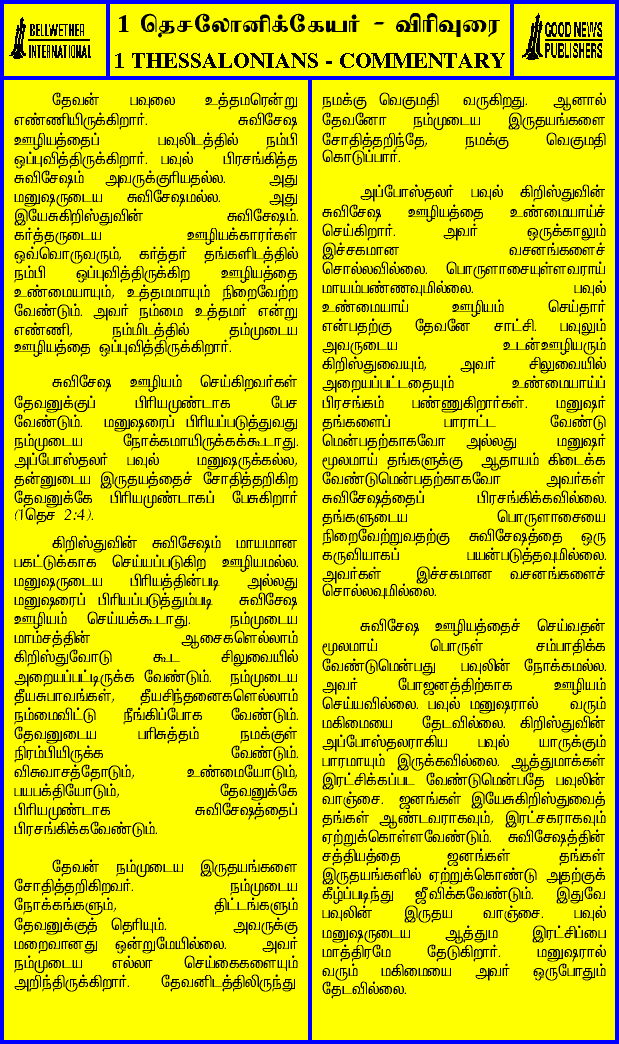 BELLWETHER
INTERNATIONAL
1 தெசலோனிக்கேயர் - விரிவுரை
1 THESSALONIANS - COMMENTARY
GOOD NEWS
PUBLISHERS
தேவன் பவுலை உத்தமரென்று
எண்ணியிருக்கிறார். சுவிசேஷ
ஊழியத்தைப் பவுலிடத்தில் நம்பி
ஒப்புவித்திருக்கிறார். பவுல் பிரசங்கித்த
சுவிசேஷம் அவருக்குரியதல்ல. அது
மனுஷருடைய சுவிசேஷமல்ல. அது
இயேசுகிறிஸ்துவின் சுவிசேஷம்.
கர்த்தருடைய ஊழியக்காரர்கள்
ஒவ்வொருவரும், கர்த்தர் தங்களிடத்தில்
நம்பி ஒப்புவித்திருக்கிற ஊழியத்தை
உண்மையாயும், உத்தமமாயும் நிறைவேற்ற
வேண்டும். அவர் நம்மை உத்தமர் என்று
எண்ணி, நம்மிடத்தில் தம்முடைய
ஊழியத்தை ஒப்புவித்திருக்கிறார்.
சுவிசேஷ ஊழியம் செய்கிறவர்கள்
தேவனுக்குப் பிரியமுண்டாக பேச
வேண்டும். மனுஷரைப் பிரியப்படுத்துவது
நம்முடைய நோக்கமாயிருக்கக்கூடாது.
அப்போஸ்தலர் பவுல் மனுஷருக்கல்ல,
தன்னுடைய இருதயத்தைச் சோதித்தறிகிற
தேவனுக்கே பிரியமுண்டாகப் பேசுகிறார்
(1தெச 2:4).
கிறிஸ்துவின் சுவிசேஷம் மாயமான
பகட்டுக்காக செய்யப்படுகிற ஊழியமல்ல.
மனுஷருடைய பிரியத்தின்படி அல்லது
மனுஷரைப் பிரியப்படுத்தும்படி சுவிசேஷ
ஊழியம் செய்யக்கூடாது. நம்முடைய
மாம்சத்தின் ஆசைகளெல்லாம்
கிறிஸ்துவோடு கூட சிலுவையில்
அறையப்பட்டிருக்க வேண்டும். நம்முடைய
தீயசுபாவங்கள், தீயசிந்தனைகளெல்லாம்
நம்மைவிட்டு நீங்கிப்போக வேண்டும்.
தேவனுடைய பரிசுத்தம் நமக்குள்
நிரம்பியிருக்க வேண்டும்.
விசுவாசத்தோடும், உண்மையோடும்,
பயபக்தியோடும், தேவனுக்கே
பிரியமுண்டாக சுவிசேஷத்தைப்
பிரசங்கிக்கவேண்டும்.
தேவன் நம்முடைய இருதயங்களை
சோதித்தறிகிறவர். நம்முடைய
நோக்கங்களும், திட்டங்களும்
தேவனுக்குத் தெரியும். அவருக்கு
மறைவானது ஒன்றுமேயில்லை. அவர்
நம்முடைய எல்லா செய்கைகளையும்
அறிந்திருக்கிறார். தேவனிடத்திலிருந்து
நமக்கு வெகுமதி வருகிறது. ஆனால்
தேவனோ நம்முடைய இருதயங்களை
சோதித்தறிந்தே, நமக்கு வெகுமதி
கொடுப்பார்.
அப்போஸ்தலர் பவுல் கிறிஸ்துவின்
சுவிசேஷ ஊழியத்தை உண்மையாய்ச்
செய்கிறார். அவர் ஒருக்காலும்
இச்சகமான வசனங்களைச்
சொல்லவில்லை. பொருளாசையுள்ளவராய்
மாயம்பண்ணவுமில்லை. பவுல்
உண்மையாய் ஊழியம் செய்தார்
என்பதற்கு தேவனே சாட்சி. பவுலும்
அவருடைய உடன்ஊழியரும்
கிறிஸ்துவையும், அவர் சிலுவையில்
அறையப்பட்டதையும் உண்மையாய்ப்
பிரசங்கம் பண்ணுகிறார்கள். மனுஷர்
தங்களைப் பாராட்ட வேண்டு
மென்பதற்காகவோ அல்லது மனுஷர்
மூலமாய் தங்களுக்கு ஆதாயம் கிடைக்க
வேண்டுமென்பதற்காகவோ அவர்கள்
சுவிசேஷத்தைப் பிரசங்கிக்கவில்லை.
தங்களுடைய பொருளாசையை
நிறைவேற்றுவதற்கு சுவிசேஷத்தை ஒரு
கருவியாகப் பயன்படுத்தவுமில்லை.
அவர்கள் இச்சகமான வசனங்களைச்
சொல்லவுமில்லை.
சுவிசேஷ ஊழியத்தைச் செய்வதன்
மூலமாய் பொருள் சம்பாதிக்க
வேண்டுமென்பது பவுலின் நோக்கமல்ல.
அவர் போஜனத்திற்காக ஊழியம்
செய்யவில்லை. பவுல் மனுஷரால் வரும்
மகிமையை தேடவில்லை. கிறிஸ்துவின்
அப்போஸ்தலராகிய பவுல் யாருக்கும்
பாரமாயும் இருக்கவில்லை. ஆத்துமாக்கள்
இரட்சிக்கப்பட வேண்டுமென்பதே பவுலின்
வாஞ்சை. ஜனங்கள் இயேசுகிறிஸ்துவைத்
தங்கள் ஆண்டவராகவும், இரட்சகராகவும்
ஏற்றுக்கொள்ளவேண்டும். சுவிசேஷத்தின்
சத்தியத்தை ஜனங்கள் தங்கள்
இருதயங்களில் ஏற்றுக்கொண்டு அதற்குக்
கீழ்ப்படிந்து ஜீவிக்கவேண்டும். இதுவே
பவுலின் இருதய வாஞ்சை. பவுல்
மனுஷருடைய ஆத்தும இரட்சிப்பை
மாத்திரமே தேடுகிறார். மனுஷரால்
வரும் மகிமையை அவர் ஒருபோதும்
தேடவில்லை.